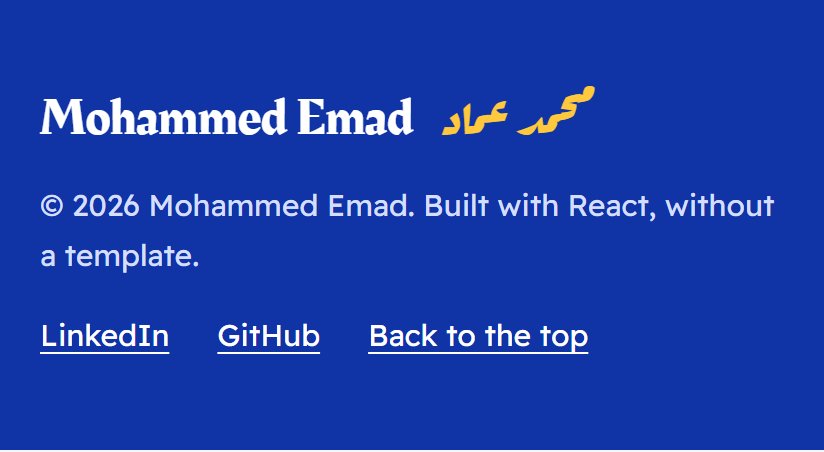 Mohammed Emad محمد عماد
© 2026 Mohammed Emad. Built with React, without
a template.
LinkedIn GitHub Back to the top